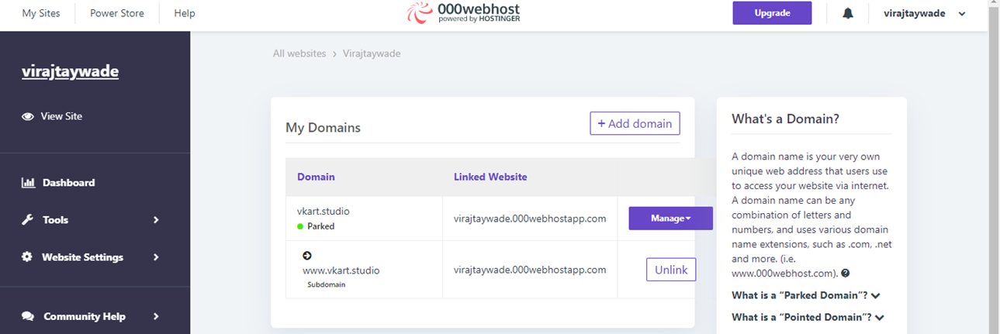 My Sites
Power Store
Help
000webhost
powered by HOSTINGER
Upgrade
virajtaywade
virajtaywade
View Site
Dashboard
Tools
Website Settings
Community Help
All websites › Virajtaywade
My Domains
+ Add domain
Domain
Linked Website
vkart.studio
Parked
virajtaywade.000webhostapp.com
Manage
www.vkart.studio
Subdomain
virajtaywade.000webhostapp.com
Unlink
What's a Domain?
A domain name is your very own
unique web address that users use
to access your website via internet.
A domain name can be any
combination of letters and
numbers, and uses various domain
name extensions, such as .com, .net
and more. (i.e.
www.000webhost.com).
What is a “Parked Domain”?
What is a “Pointed Domain”?